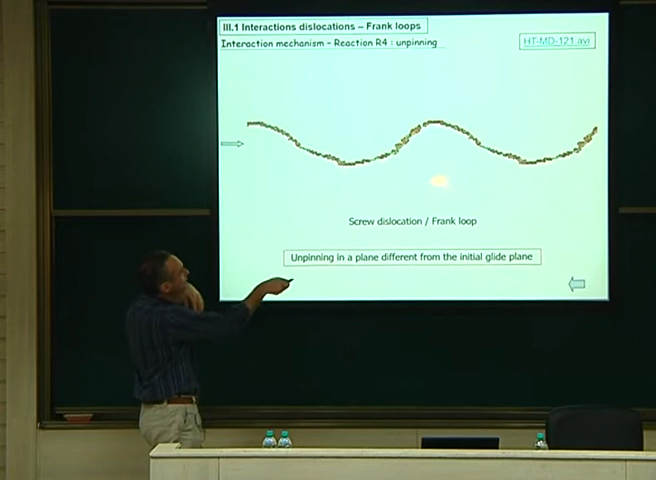 III.1 Interactions dislocations – Frank loops
Interaction mechanism – Reaction R4 : unpinning
HT-MD-121.avi
Screw dislocation / Frank loop
Unpinning in a plane different from the initial glide plane